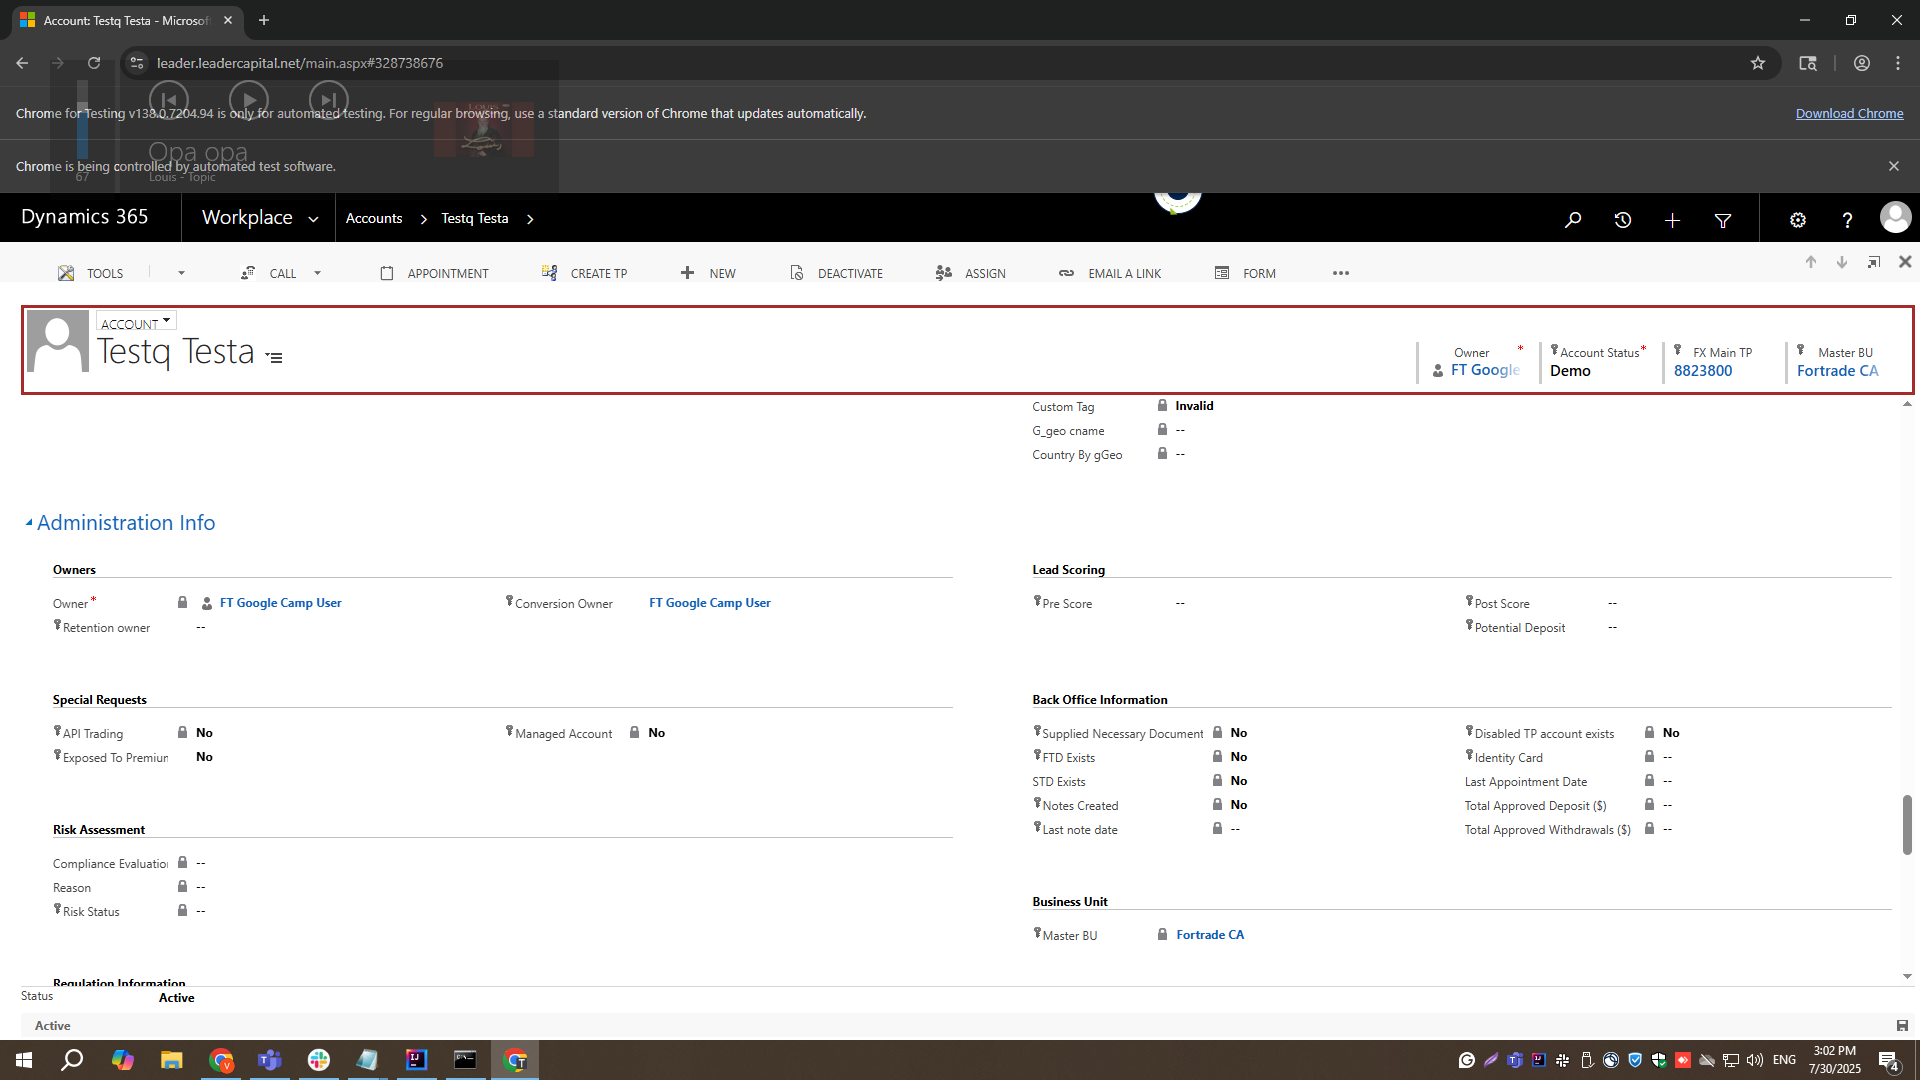 Account: Testq Testa - Microsof
leader.leadercapital.net/main.aspx#328738676
Chrome for Testing v138.0.7204.94 is only for automated testing. For regular browsing, use a standard version of Chrome that updates automatically.
Download Chrome
Opa opa
Chrome is being controlled by automated test software.
67
Louis - Topic
Dynamics 365
Workplace
Accounts
Testq Testa
TOOLS
CALL
APPOINTMENT
CREATE TP
NEW
DEACTIVATE
ASSIGN
EMAIL A LINK
FORM
ACCOUNT
Testq Testa
Owner *
FT Google
Account Status *
Demo
FX Main TP
8823800
Master BU
Fortrade CA
Custom Tag Invalid
G_geo cname --
Country By gGeo --
Administration Info
Owners
Owner * FT Google Camp User
Conversion Owner FT Google Camp User
Retention owner --
Lead Scoring
Pre Score --
Post Score --
Potential Deposit --
Special Requests
API Trading No
Managed Account No
Exposed To Premiun No
Back Office Information
Supplied Necessary Document No
Disabled TP account exists No
FTD Exists No
Identity Card --
STD Exists No
Last Appointment Date --
Notes Created No
Total Approved Deposit ($) --
Last note date --
Total Approved Withdrawals ($) --
Risk Assessment
Compliance Evaluatio --
Reason --
Risk Status --
Business Unit
Master BU Fortrade CA
Regulation Information
Status Active
Active
ENG
3:02 PM
7/30/2025
4